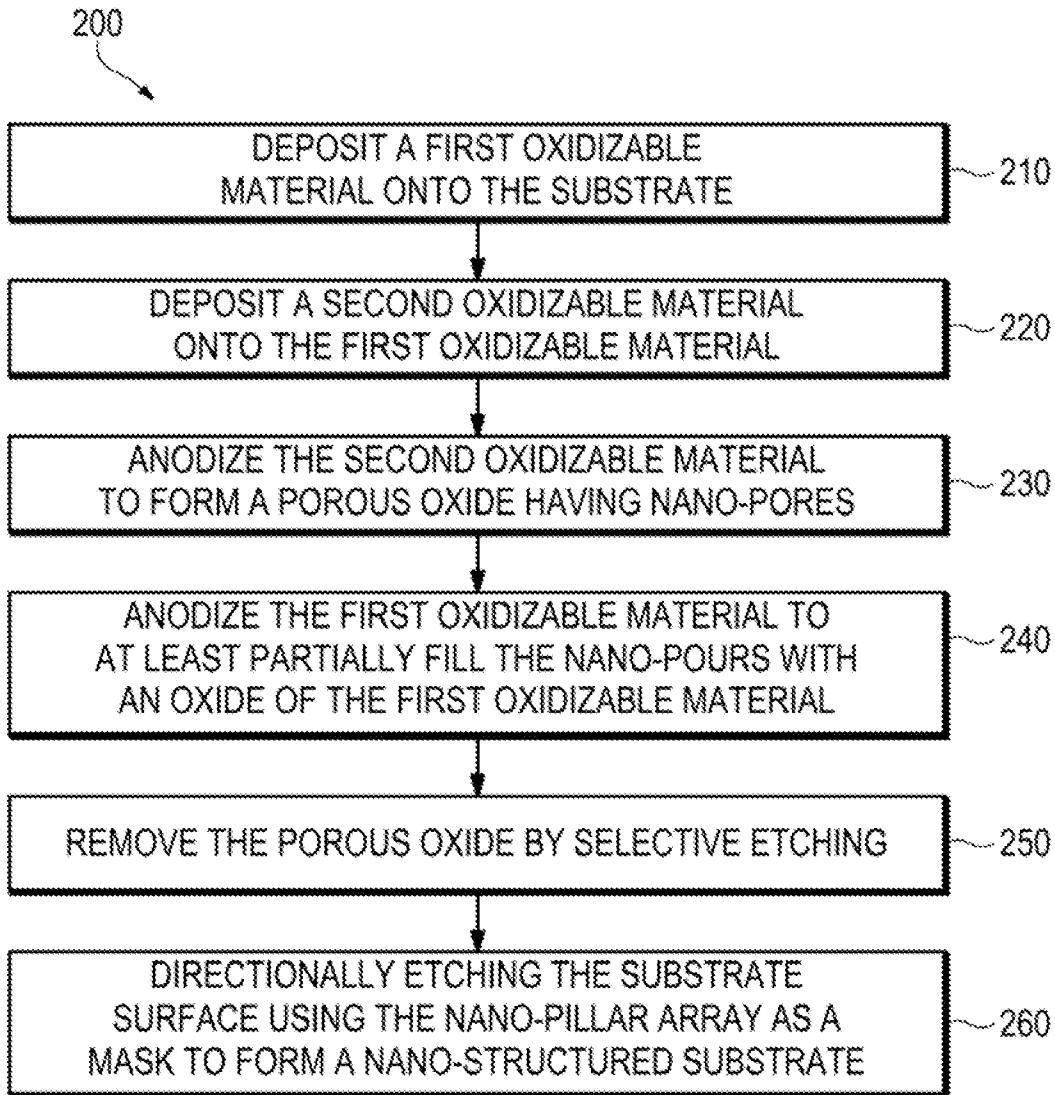 200
DEPOSIT A FIRST OXIDIZABLE
MATERIAL ONTO THE SUBSTRATE
210
DEPOSIT A SECOND OXIDIZABLE MATERIAL
ONTO THE FIRST OXIDIZABLE MATERIAL
220
ANODIZE THE SECOND OXIDIZABLE MATERIAL
TO FORM A POROUS OXIDE HAVING NANO-PORES
230
ANODIZE THE FIRST OXIDIZABLE MATERIAL TO
AT LEAST PARTIALLY FILL THE NANO-POURS WITH
AN OXIDE OF THE FIRST OXIDIZABLE MATERIAL
240
REMOVE THE POROUS OXIDE BY SELECTIVE ETCHING
250
DIRECTIONALLY ETCHING THE SUBSTRATE
SURFACE USING THE NANO-PILLAR ARRAY AS A
MASK TO FORM A NANO-STRUCTURED SUBSTRATE
260